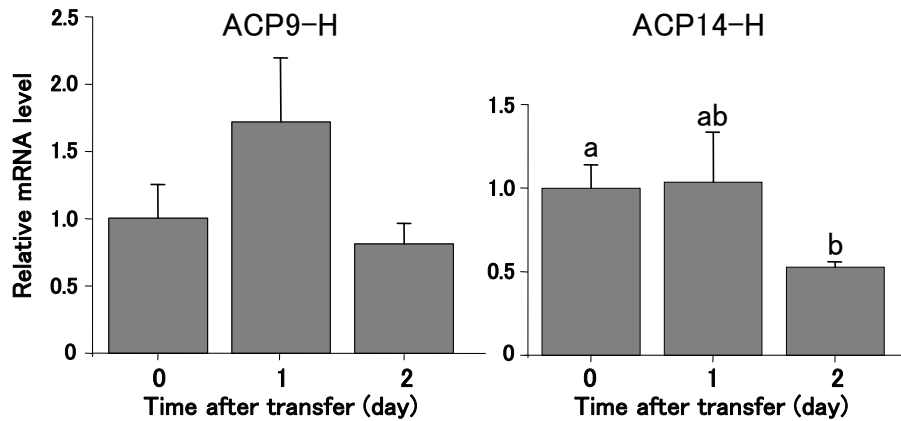 ACP9-H
Relative mRNA level
2.5
2.0
1.5
1.0
0.5
0
0 1 2
Time after transfer (day)
ACP14-H
1.5
1.0
0.5
0
a ab b
0 1 2
Time after transfer (day)